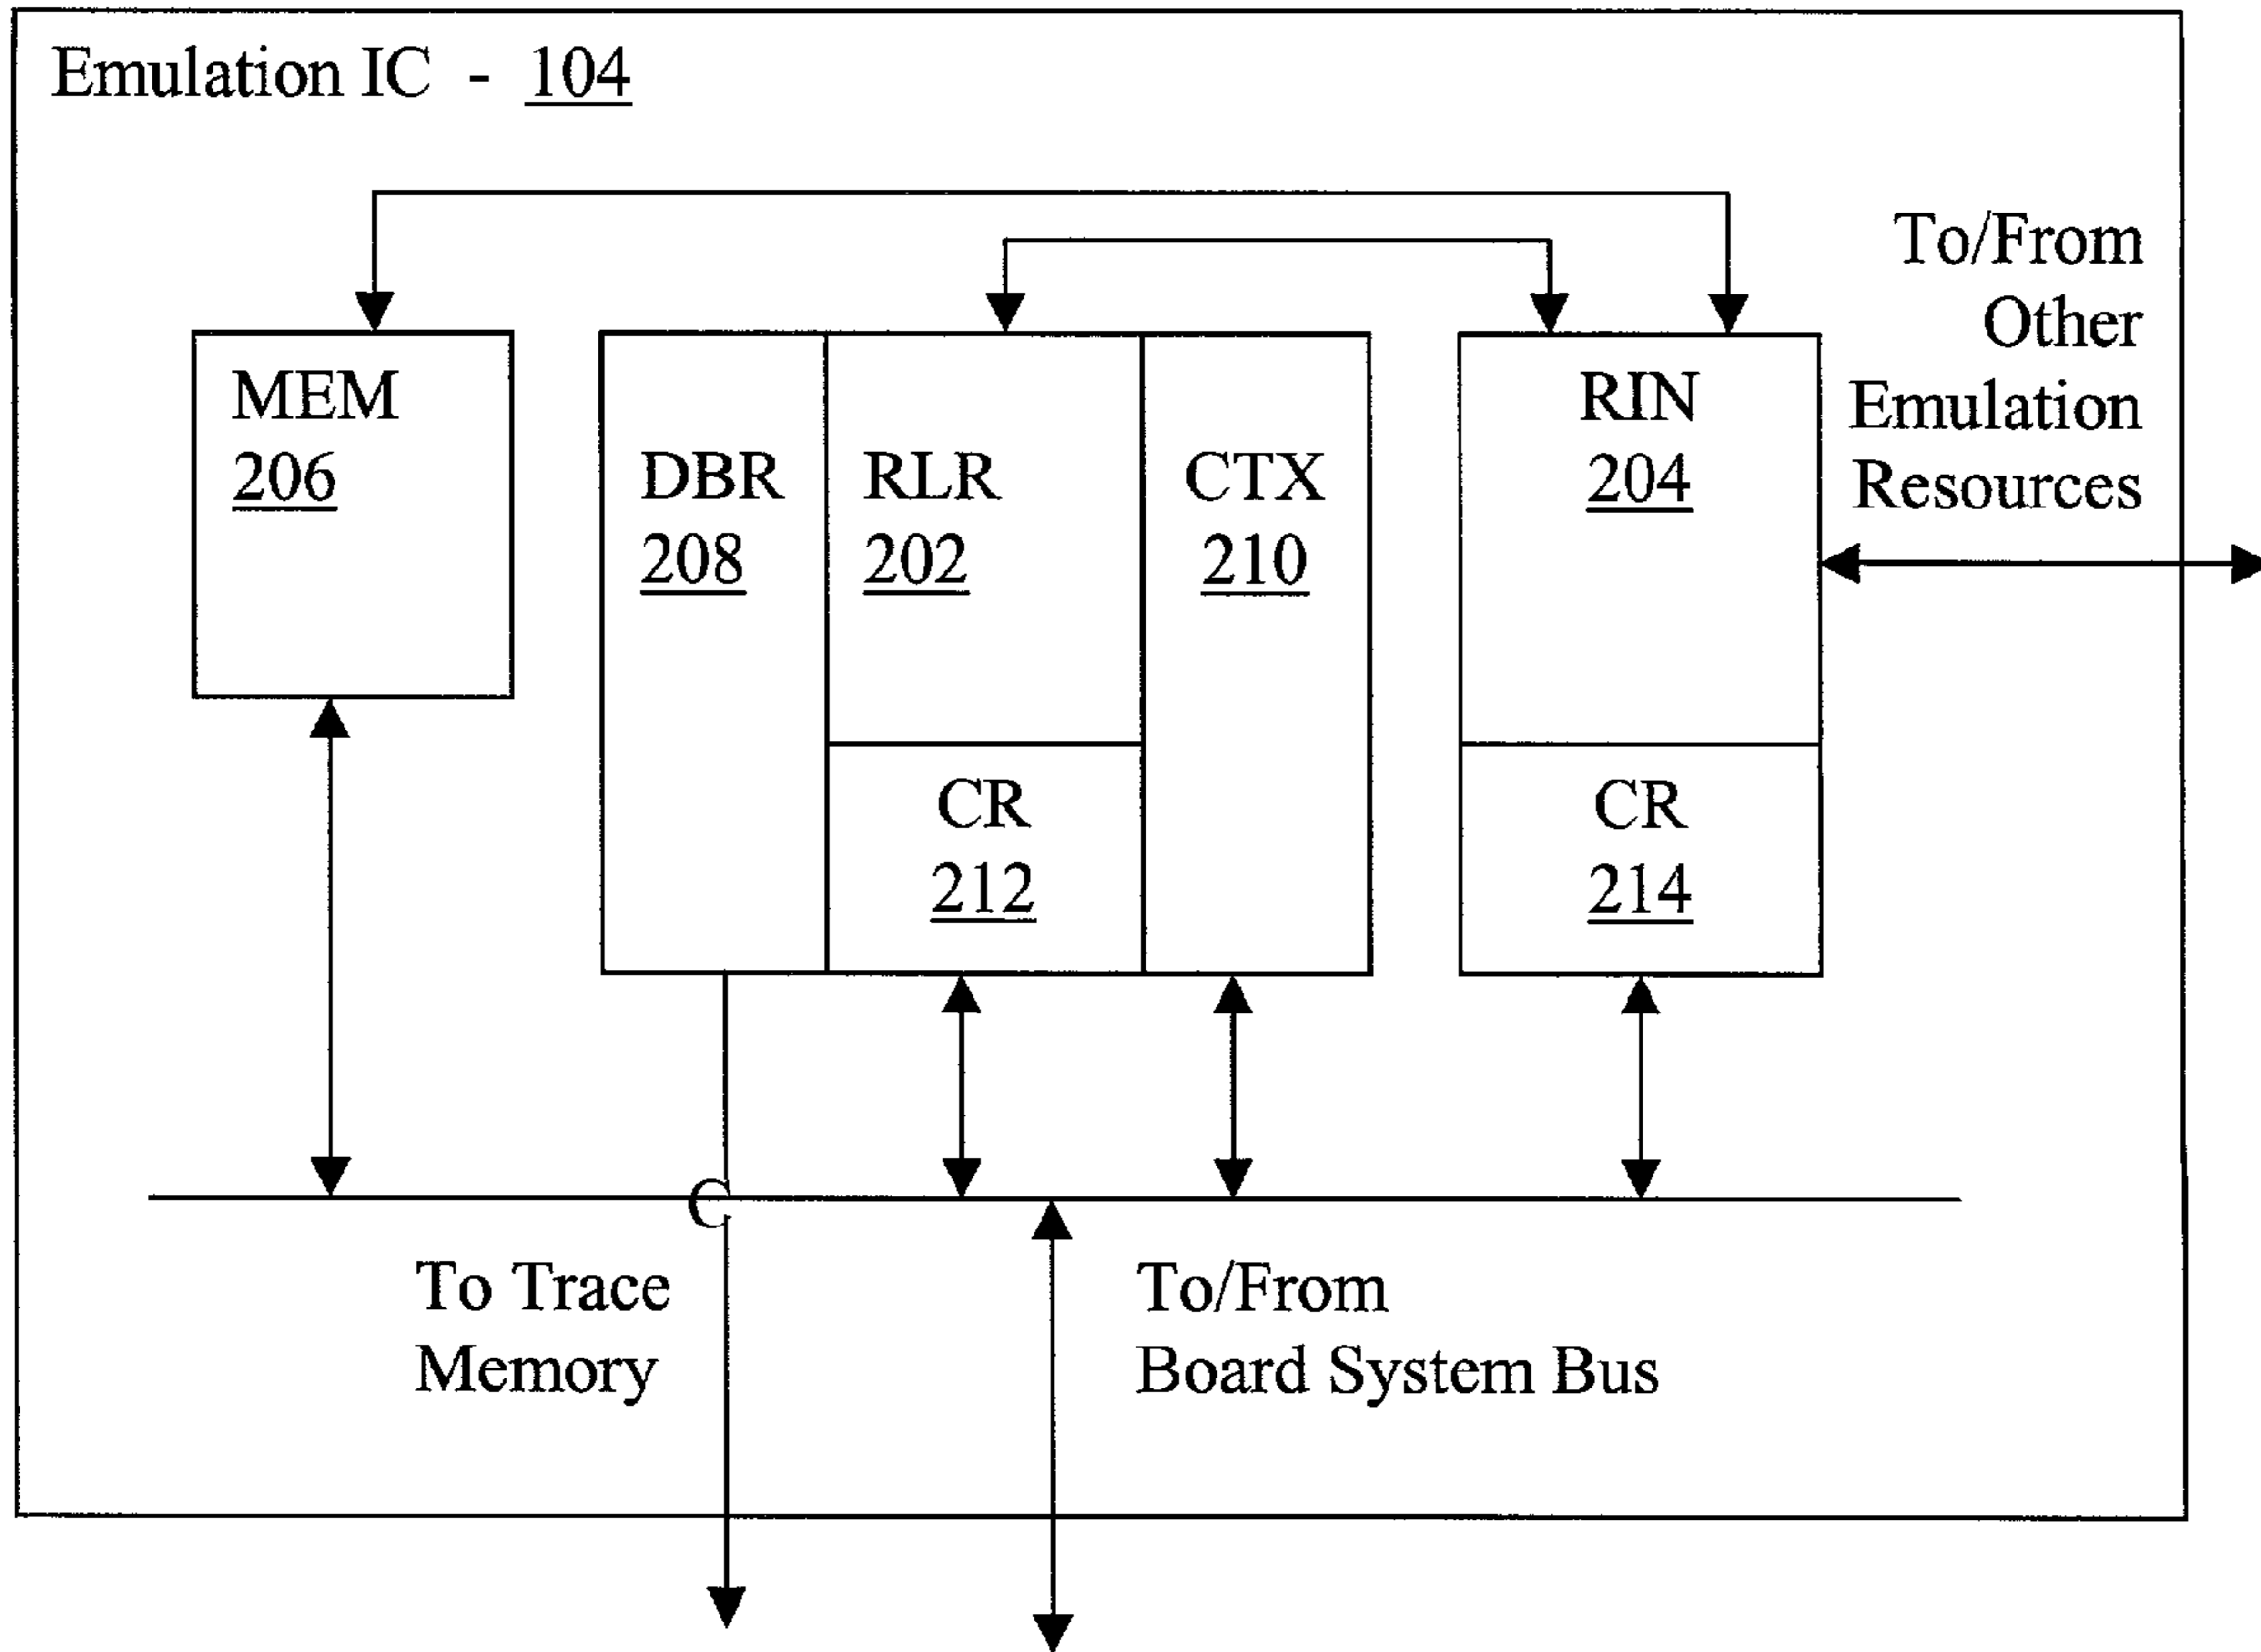 Emulation IC - 104
To/From
Other
Emulation
Resources
MEM
206
DBR
208
RLR
202
CTX
210
RIN
204
CR
212
CR
214
To Trace
Memory
To/From
Board System Bus